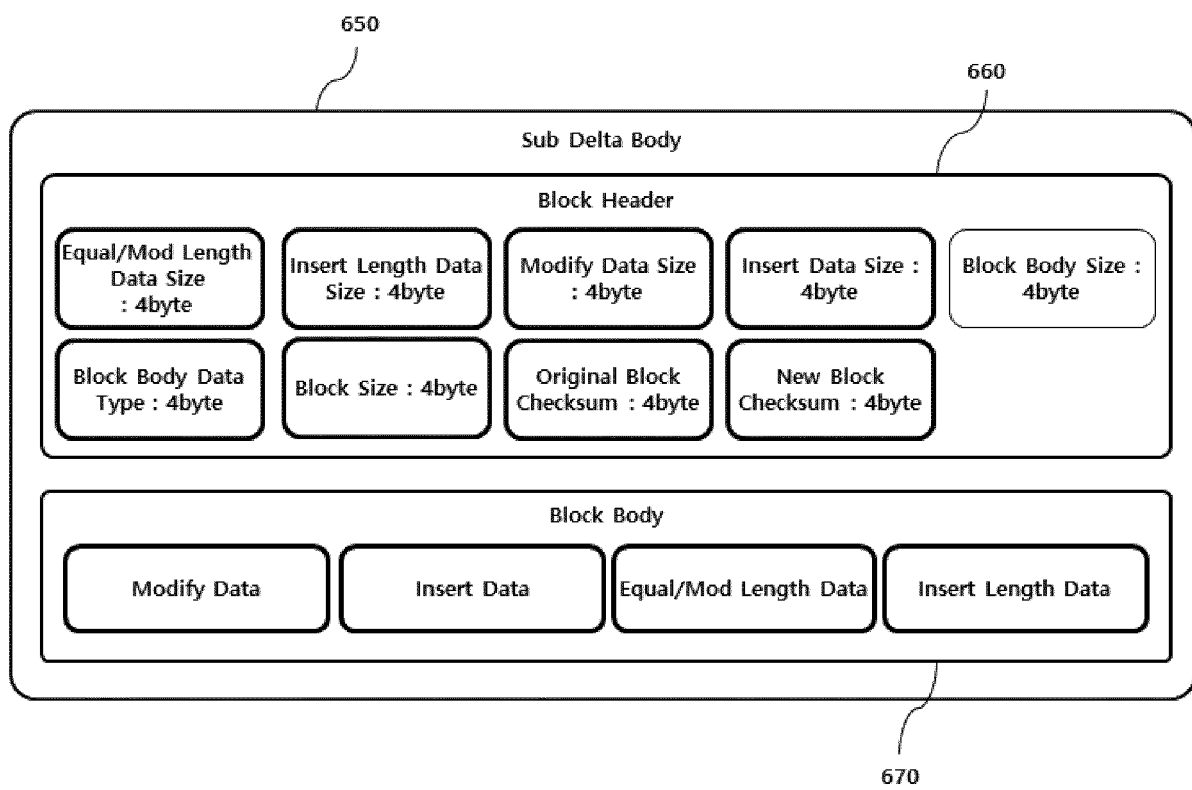 650
660
Sub Delta Body
Block Header
Equal/Mod Length
Data Size
: 4byte
Insert Length Data
Size : 4byte
Modify Data Size
: 4byte
Insert Data Size :
4byte
Block Body Size :
4byte
Block Body Data
Type : 4byte
Block Size : 4byte
Original Block
Checksum : 4byte
New Block
Checksum : 4byte
Block Body
Modify Data
Insert Data
Equal/Mod Length Data
Insert Length Data
670